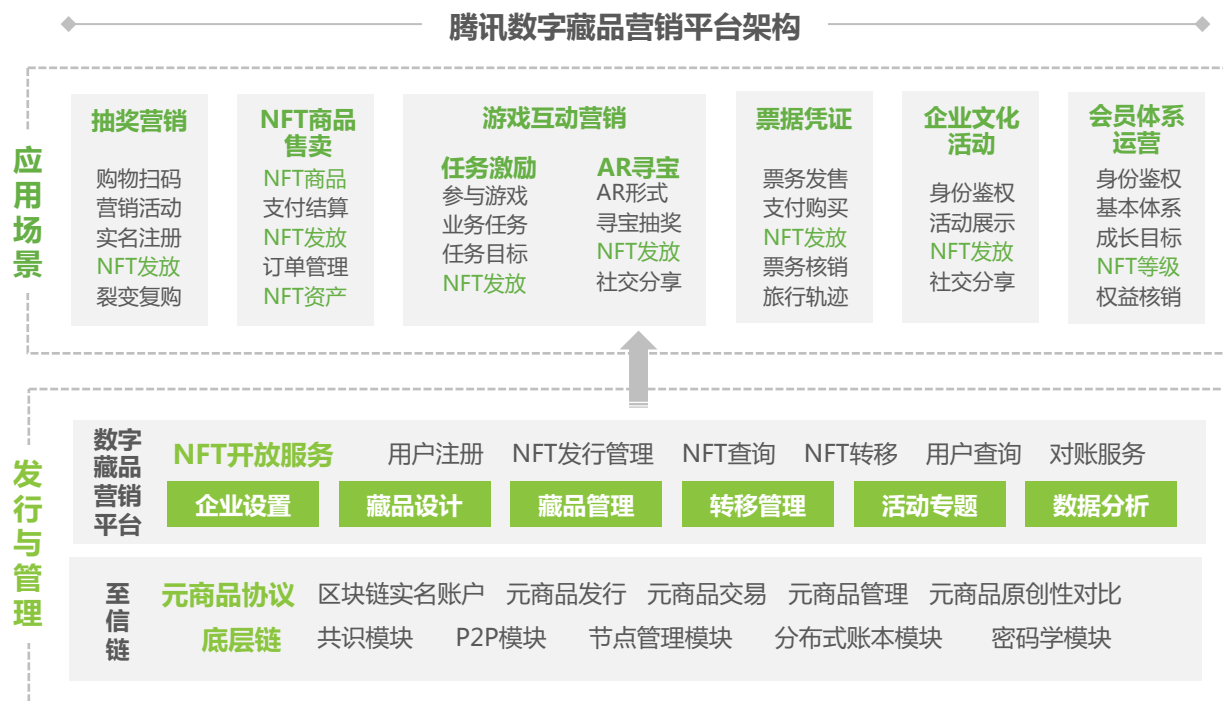 腾讯数字藏品营销平台架构
应用场景
抽奖营销
购物扫码
营销活动
实名注册
NFT发放
裂变复购
NFT商品
售卖
NFT商品
支付结算
NFT发放
订单管理
NFT资产
游戏互动营销
任务激励
参与游戏
业务任务
任务目标
NFT发放
AR寻宝
AR形式
寻宝抽奖
NFT发放
社交分享
票据凭证
票务发售
支付购买
NFT发放
票务核销
旅行轨迹
企业文化
活动
身份鉴权
活动展示
NFT发放
社交分享
会员体系
运营
身份鉴权
基本体系
成长目标
NFT等级
权益核销
发行与管理
数字
藏品
营销
平台
NFT开放服务 用户注册 NFT发行管理 NFT查询 NFT转移 用户查询 对账服务
企业设置 藏品设计 藏品管理 转移管理 活动专题 数据分析
至信链
元商品协议 区块链实名账户 元商品发行 元商品交易 元商品管理 元商品原创性对比
底层链 共识模块 P2P模块 节点管理模块 分布式账本模块 密码学模块